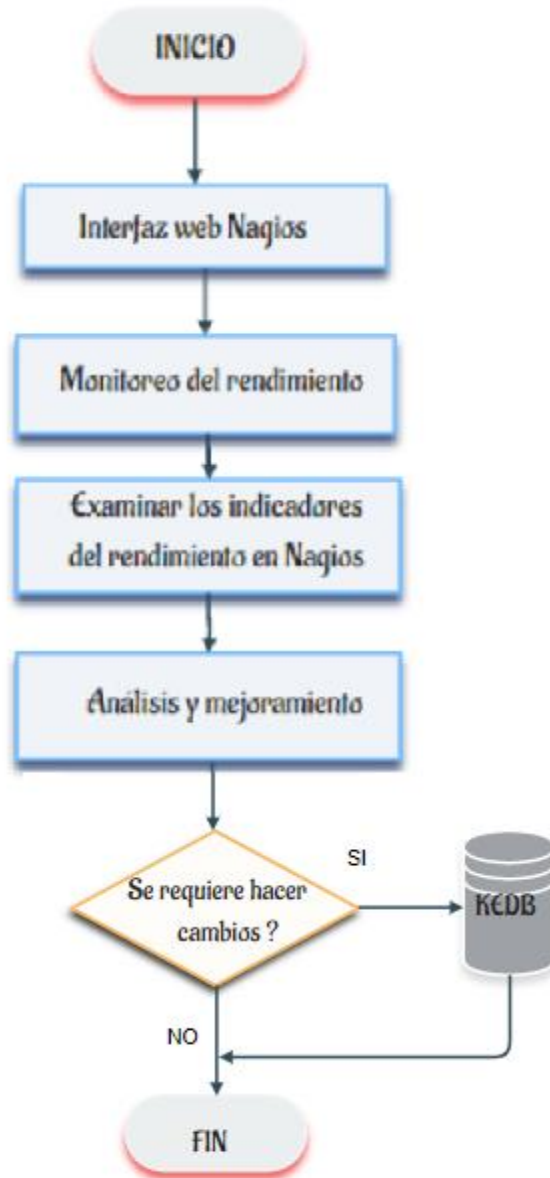 INICIO
Interfaz web Nagios
Monitoreo del rendimiento
Examinar los indicadores
del rendimiento en Nagios
Análisis y mejoramiento
Se requiere hacer
cambios ?
SI
KEDB
NO
FIN